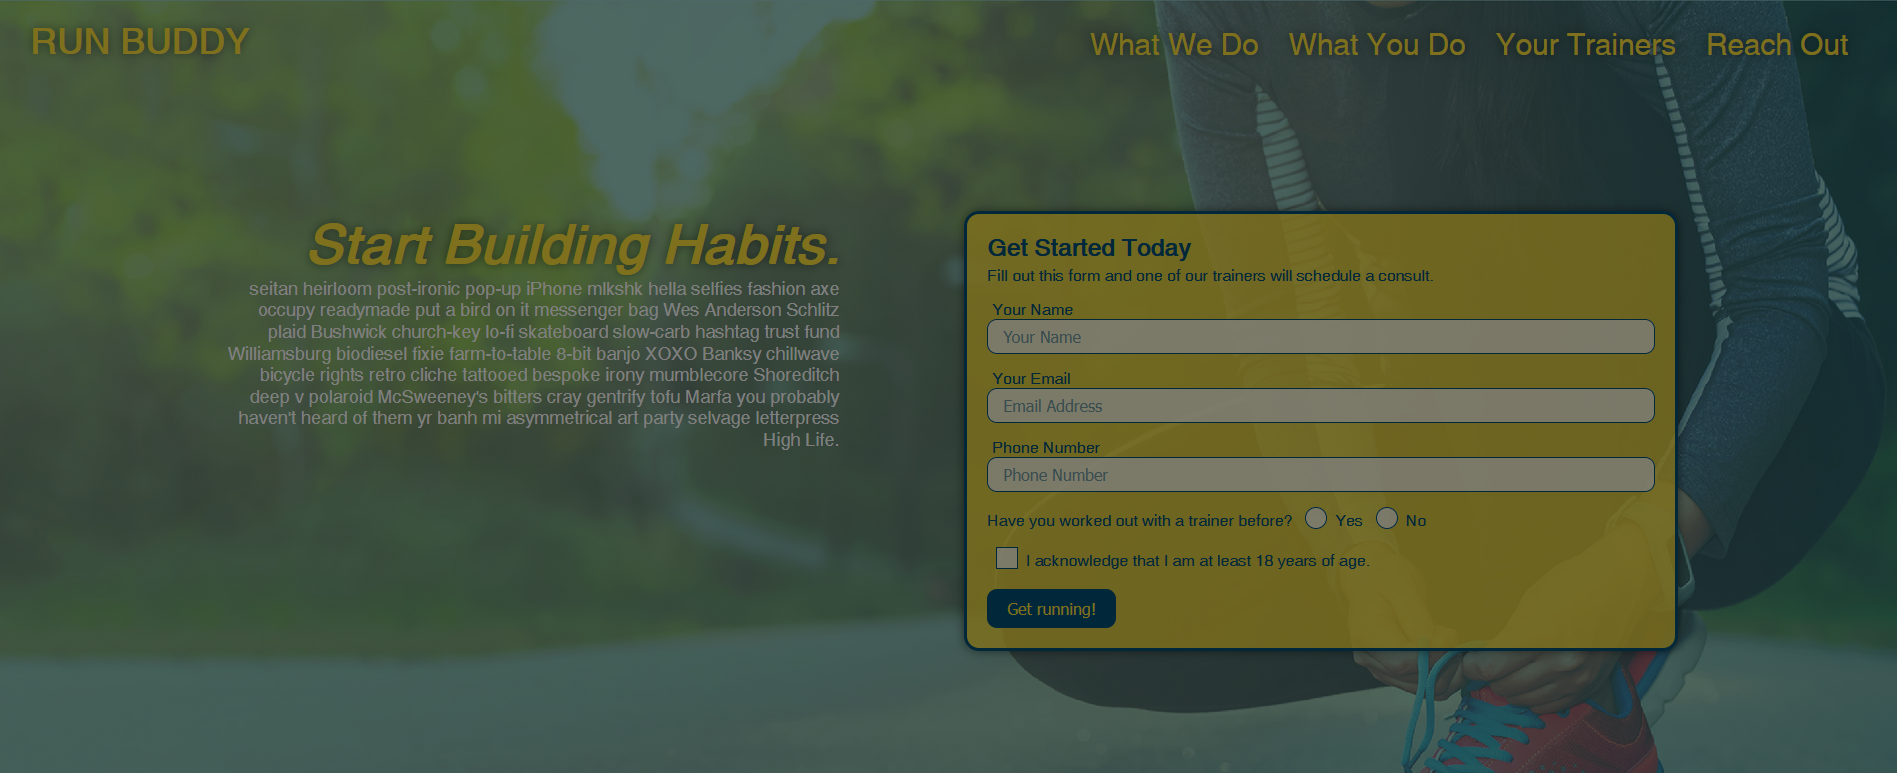 RUN BUDDY
What We Do What You Do Your Trainers Reach Out
Start Building Habits.
seitan heirloom post-ironic pop-up iPhone mlkshk hella selfies fashion axe
occupy readymade put a bird on it messenger bag Wes Anderson Schlitz
plaid Bushwick church-key lo-fi skateboard slow-carb hashtag trust fund
Williamsburg biodiesel fixie farm-to-table 8-bit banjo XOXO Banksy chillwave
bicycle rights retro cliche tattooed bespoke irony mumblecore Shoreditch
deep v polaroid McSweeney's bitters cray gentrify tofu Marfa you probably
haven't heard of them yr banh mi asymmetrical art party selvage letterpress
High Life.
Get Started Today
Fill out this form and one of our trainers will schedule a consult.
Your Name
Your Name
Your Email
Email Address
Phone Number
Phone Number
Have you worked out with a trainer before? Yes No
I acknowledge that I am at least 18 years of age.
Get running!